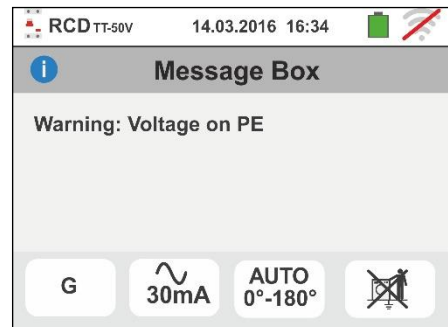 RCD TT-50V 14.03.2016 16:34
i Message Box
Warning: Voltage on PE
G 30mA AUTO 0°-180°